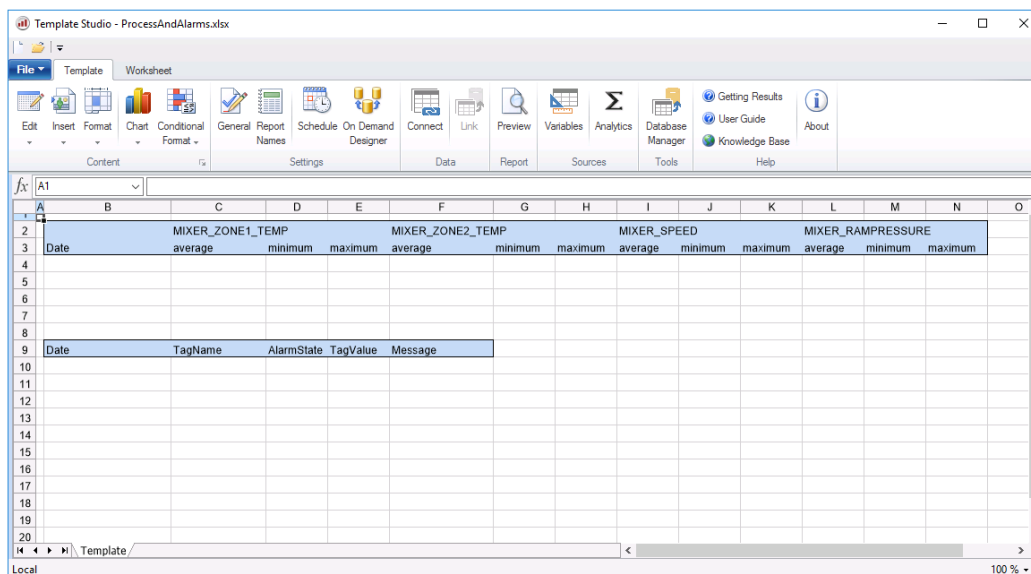 Template Studio - ProcessAndAlarms.xlsx
File Template Worksheet
Edit Insert Format Chart Conditional Format General Report Names Schedule On Demand Designer Connect Link Preview Variables Analytics Database Manager Getting Results User Guide Knowledge Base About
Content Settings Data Report Sources Tools Help
fx A1
A B C D E F G H I J K L M N O
1
2 MIXER_ZONE1_TEMP MIXER_ZONE2_TEMP MIXER_SPEED MIXER_RAMPRESSURE
3 Date average minimum maximum average minimum maximum average minimum maximum average minimum maximum
4
5
6
7
8
9 Date TagName AlarmState TagValue Message
10
11
12
13
14
15
16
17
18
19
20
Template
Local 100 %